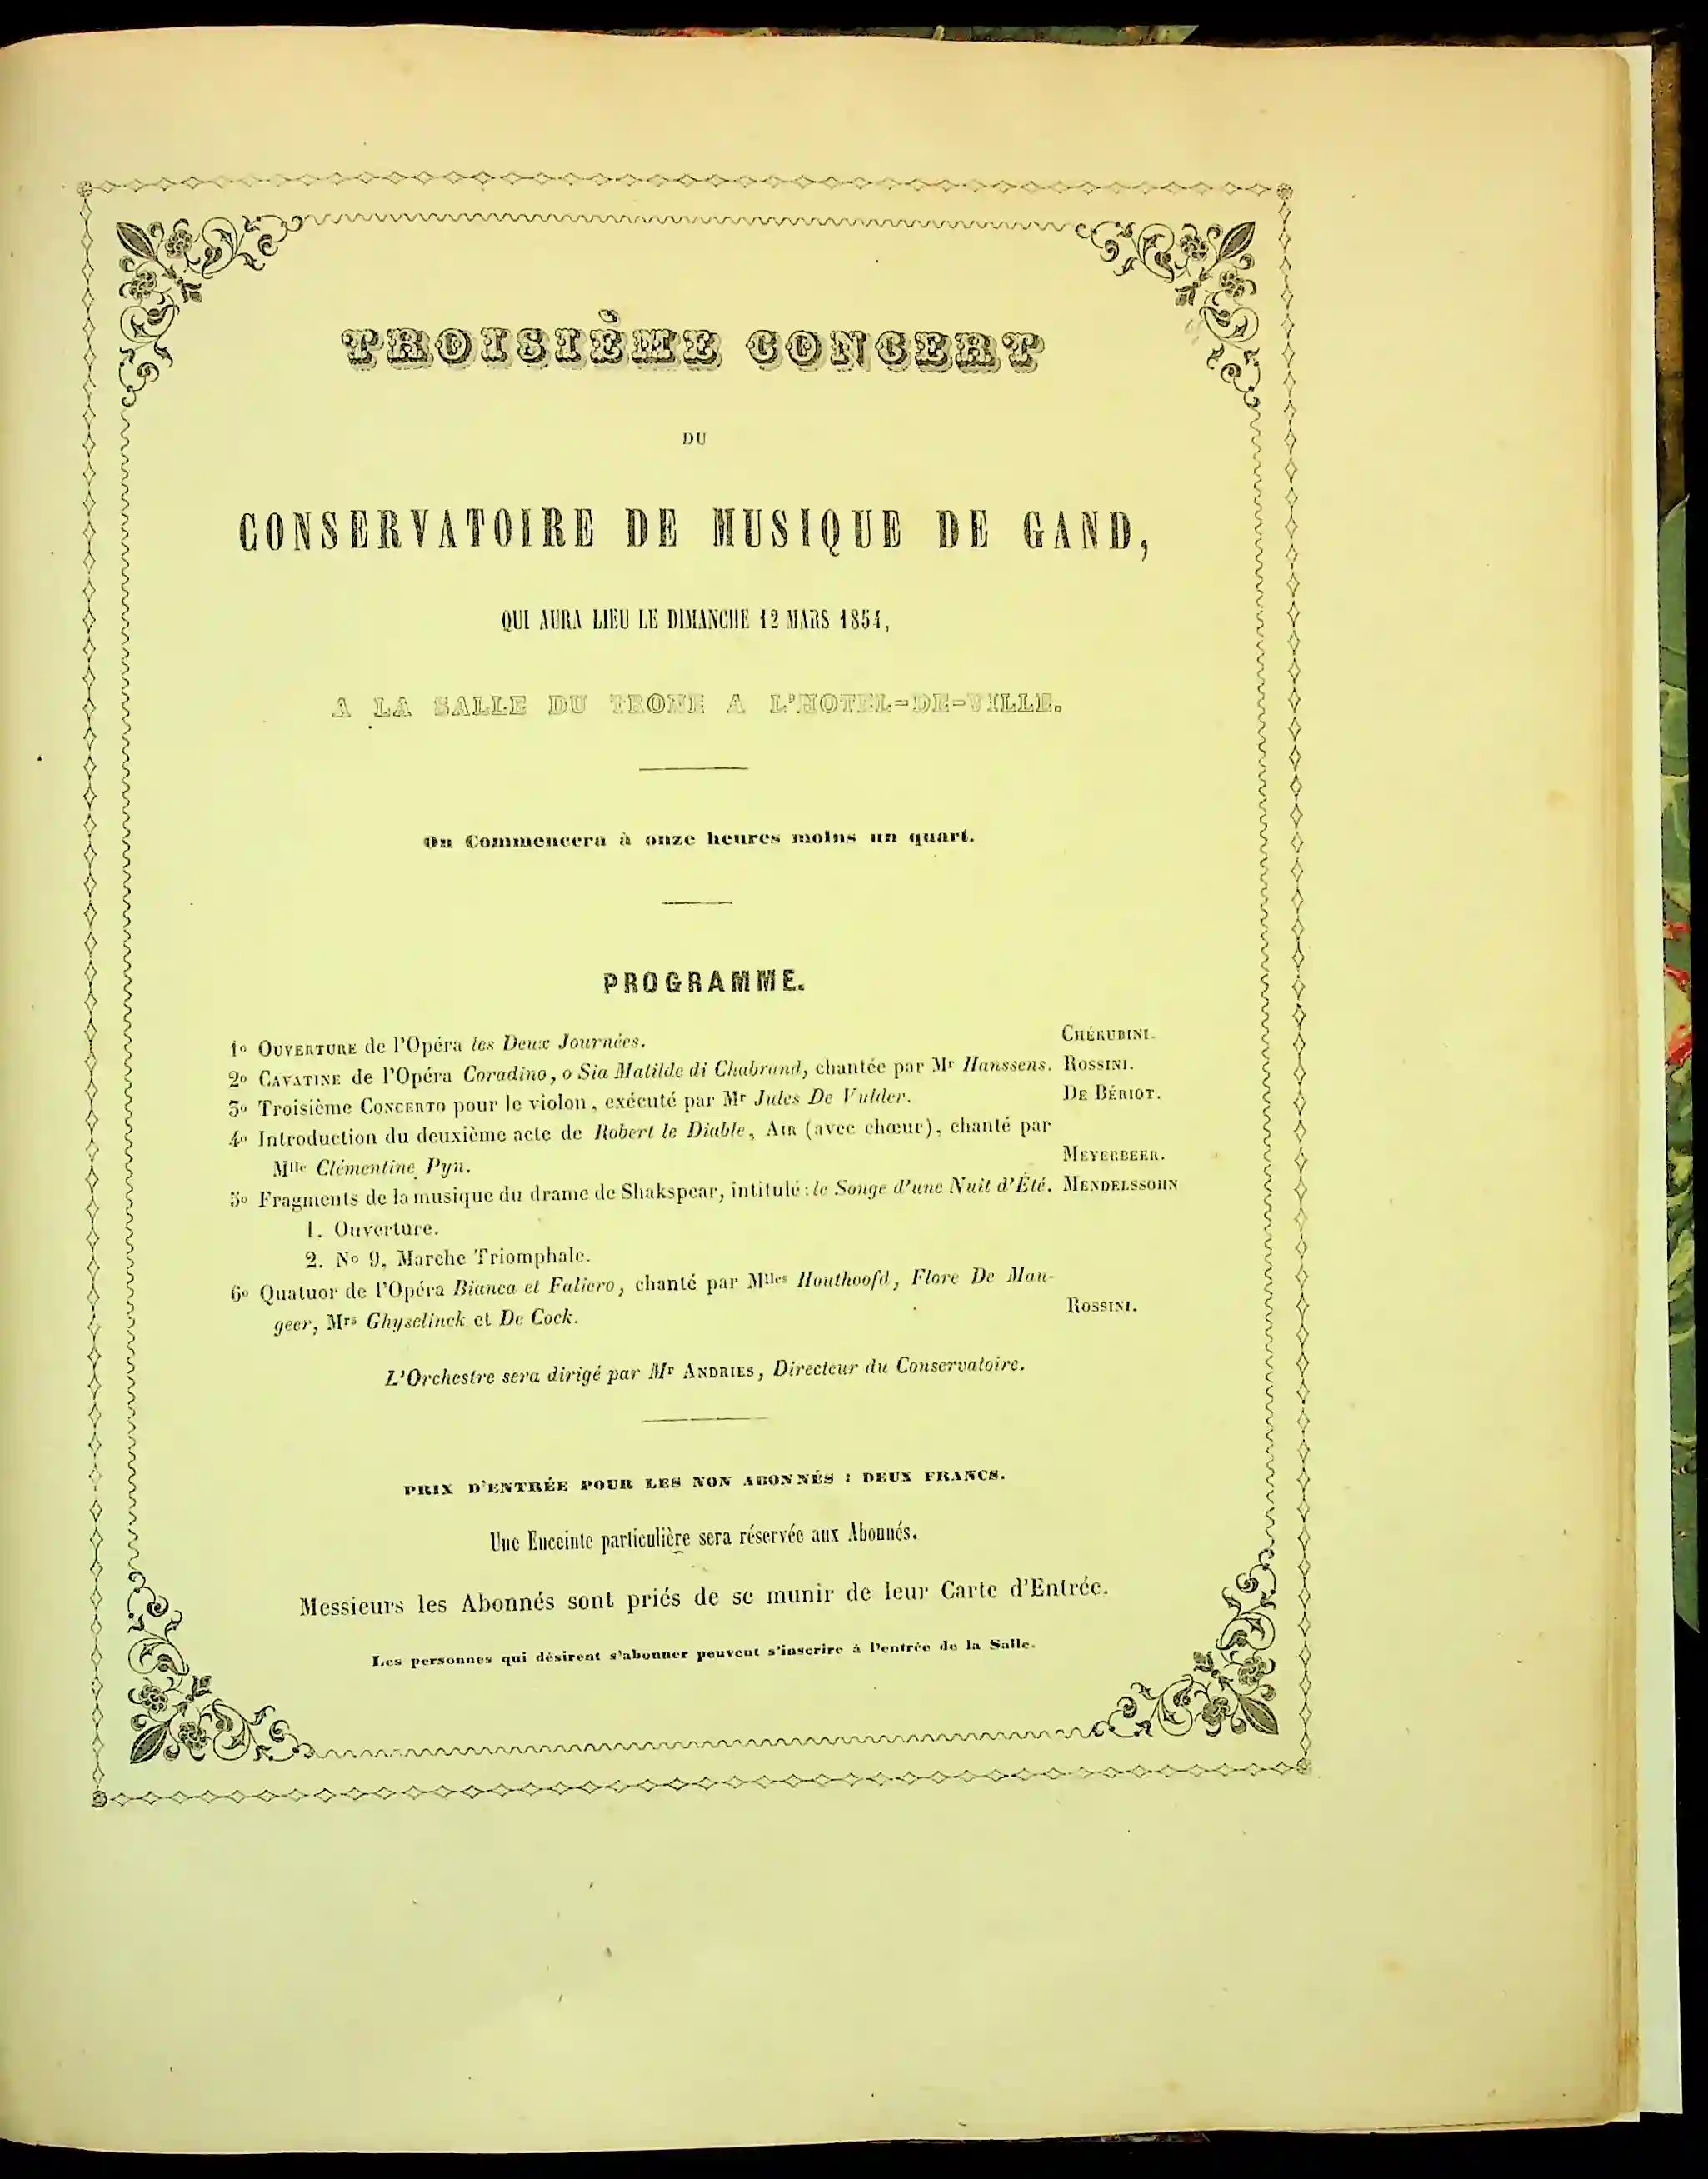 TROISIÈME CONCERT
DU
CONSERVATOIRE DE MUSIQUE DE GAND,
QUI AURA LIEU LE DIMANCHE 12 MARS 1854,
A LA SALLE DU TRONE A L'HOTEL-DE-VILLE.
On Commencera à onze heures moins un quart.
PROGRAMME.
1º OUVERTURE de l'Opéra les Deux Journées. CHÉRUBINI.
2º CAVATINE de l'Opéra Coradino, o Sia Matilde di Chabrand, chantée par Mr Hanssens. ROSSINI.
3º Troisième CONCERTO pour le violon, exécuté par Mr Jules De Vulder. DE BÉRIOT.
4º Introduction du deuxième acte de Robert le Diable, AIR (avec chœur), chanté par
Mlle Clémentine Pyn. MEYERBEER.
5º Fragments de la musique du drame de Shakspear, intitulé : le Songe d'une Nuit d'Été. MENDELSSOHN
1. Ouverture.
2. No 9, Marche Triomphale.
6º Quatuor de l'Opéra Bianca et Faliero, chanté par Mlles Houthoofd, Flore De Mau-
geer, Mrs Ghyselinck et De Cock. ROSSINI.
L'Orchestre sera dirigé par Mr ANDRIES, Directeur du Conservatoire.
PRIX D'ENTRÉE POUR LES NON ABONNÉS : DEUX FRANCS.
Une Enceinte particulière sera réservée aux Abonnés.
Messieurs les Abonnés sont priés de se munir de leur Carte d'Entrée.
Les personnes qui désirent s'abonner peuvent s'inscrire à l'entrée de la Salle.